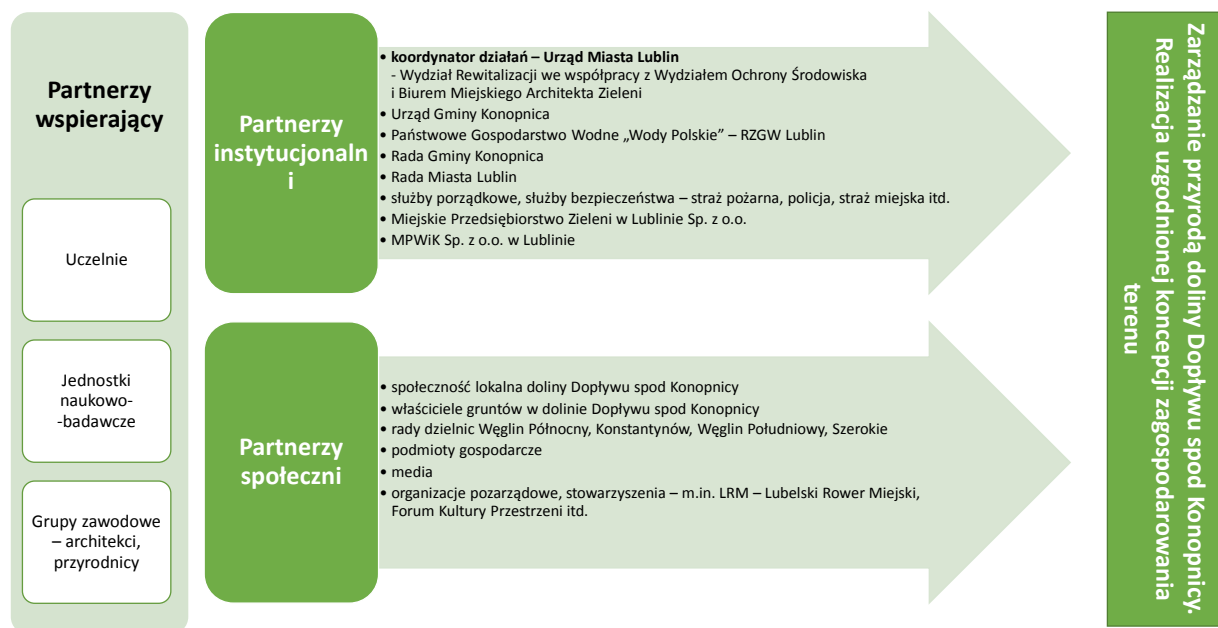 Partnerzy
wspierający
Uczelnie
Jednostki
naukowo-
-badawcze
Grupy zawodowe
– architekci,
przyrodnicy
Partnerzy
instytucjonaln
i
• koordynator działań – Urząd Miasta Lublin
- Wydział Rewitalizacji we współpracy z Wydziałem Ochrony Środowiska
i Biurem Miejskiego Architekta Zieleni
• Urząd Gminy Konopnica
• Państwowe Gospodarstwo Wodne „Wody Polskie” – RZGW Lublin
• Rada Gminy Konopnica
• Rada Miasta Lublin
• służby porządkowe, służby bezpieczeństwa – straż pożarna, policja, straż miejska itd.
• Miejskie Przedsiębiorstwo Zieleni w Lublinie Sp. z o.o.
• MPWiK Sp. z o.o. w Lublinie
Partnerzy
społeczni
• społeczność lokalna doliny Dopływu spod Konopnicy
• właściciele gruntów w dolinie Dopływu spod Konopnicy
• rady dzielnic Węglin Północny, Konstantynów, Węglin Południowy, Szerokie
• podmioty gospodarcze
• media
• organizacje pozarządowe, stowarzyszenia – m.in. LRM – Lubelski Rower Miejski,
Forum Kultury Przestrzeni itd.
Zarządzanie przyrodą doliny Dopływu spod Konopnicy.
Realizacja uzgodnionej koncepcji zagospodarowania
terenu